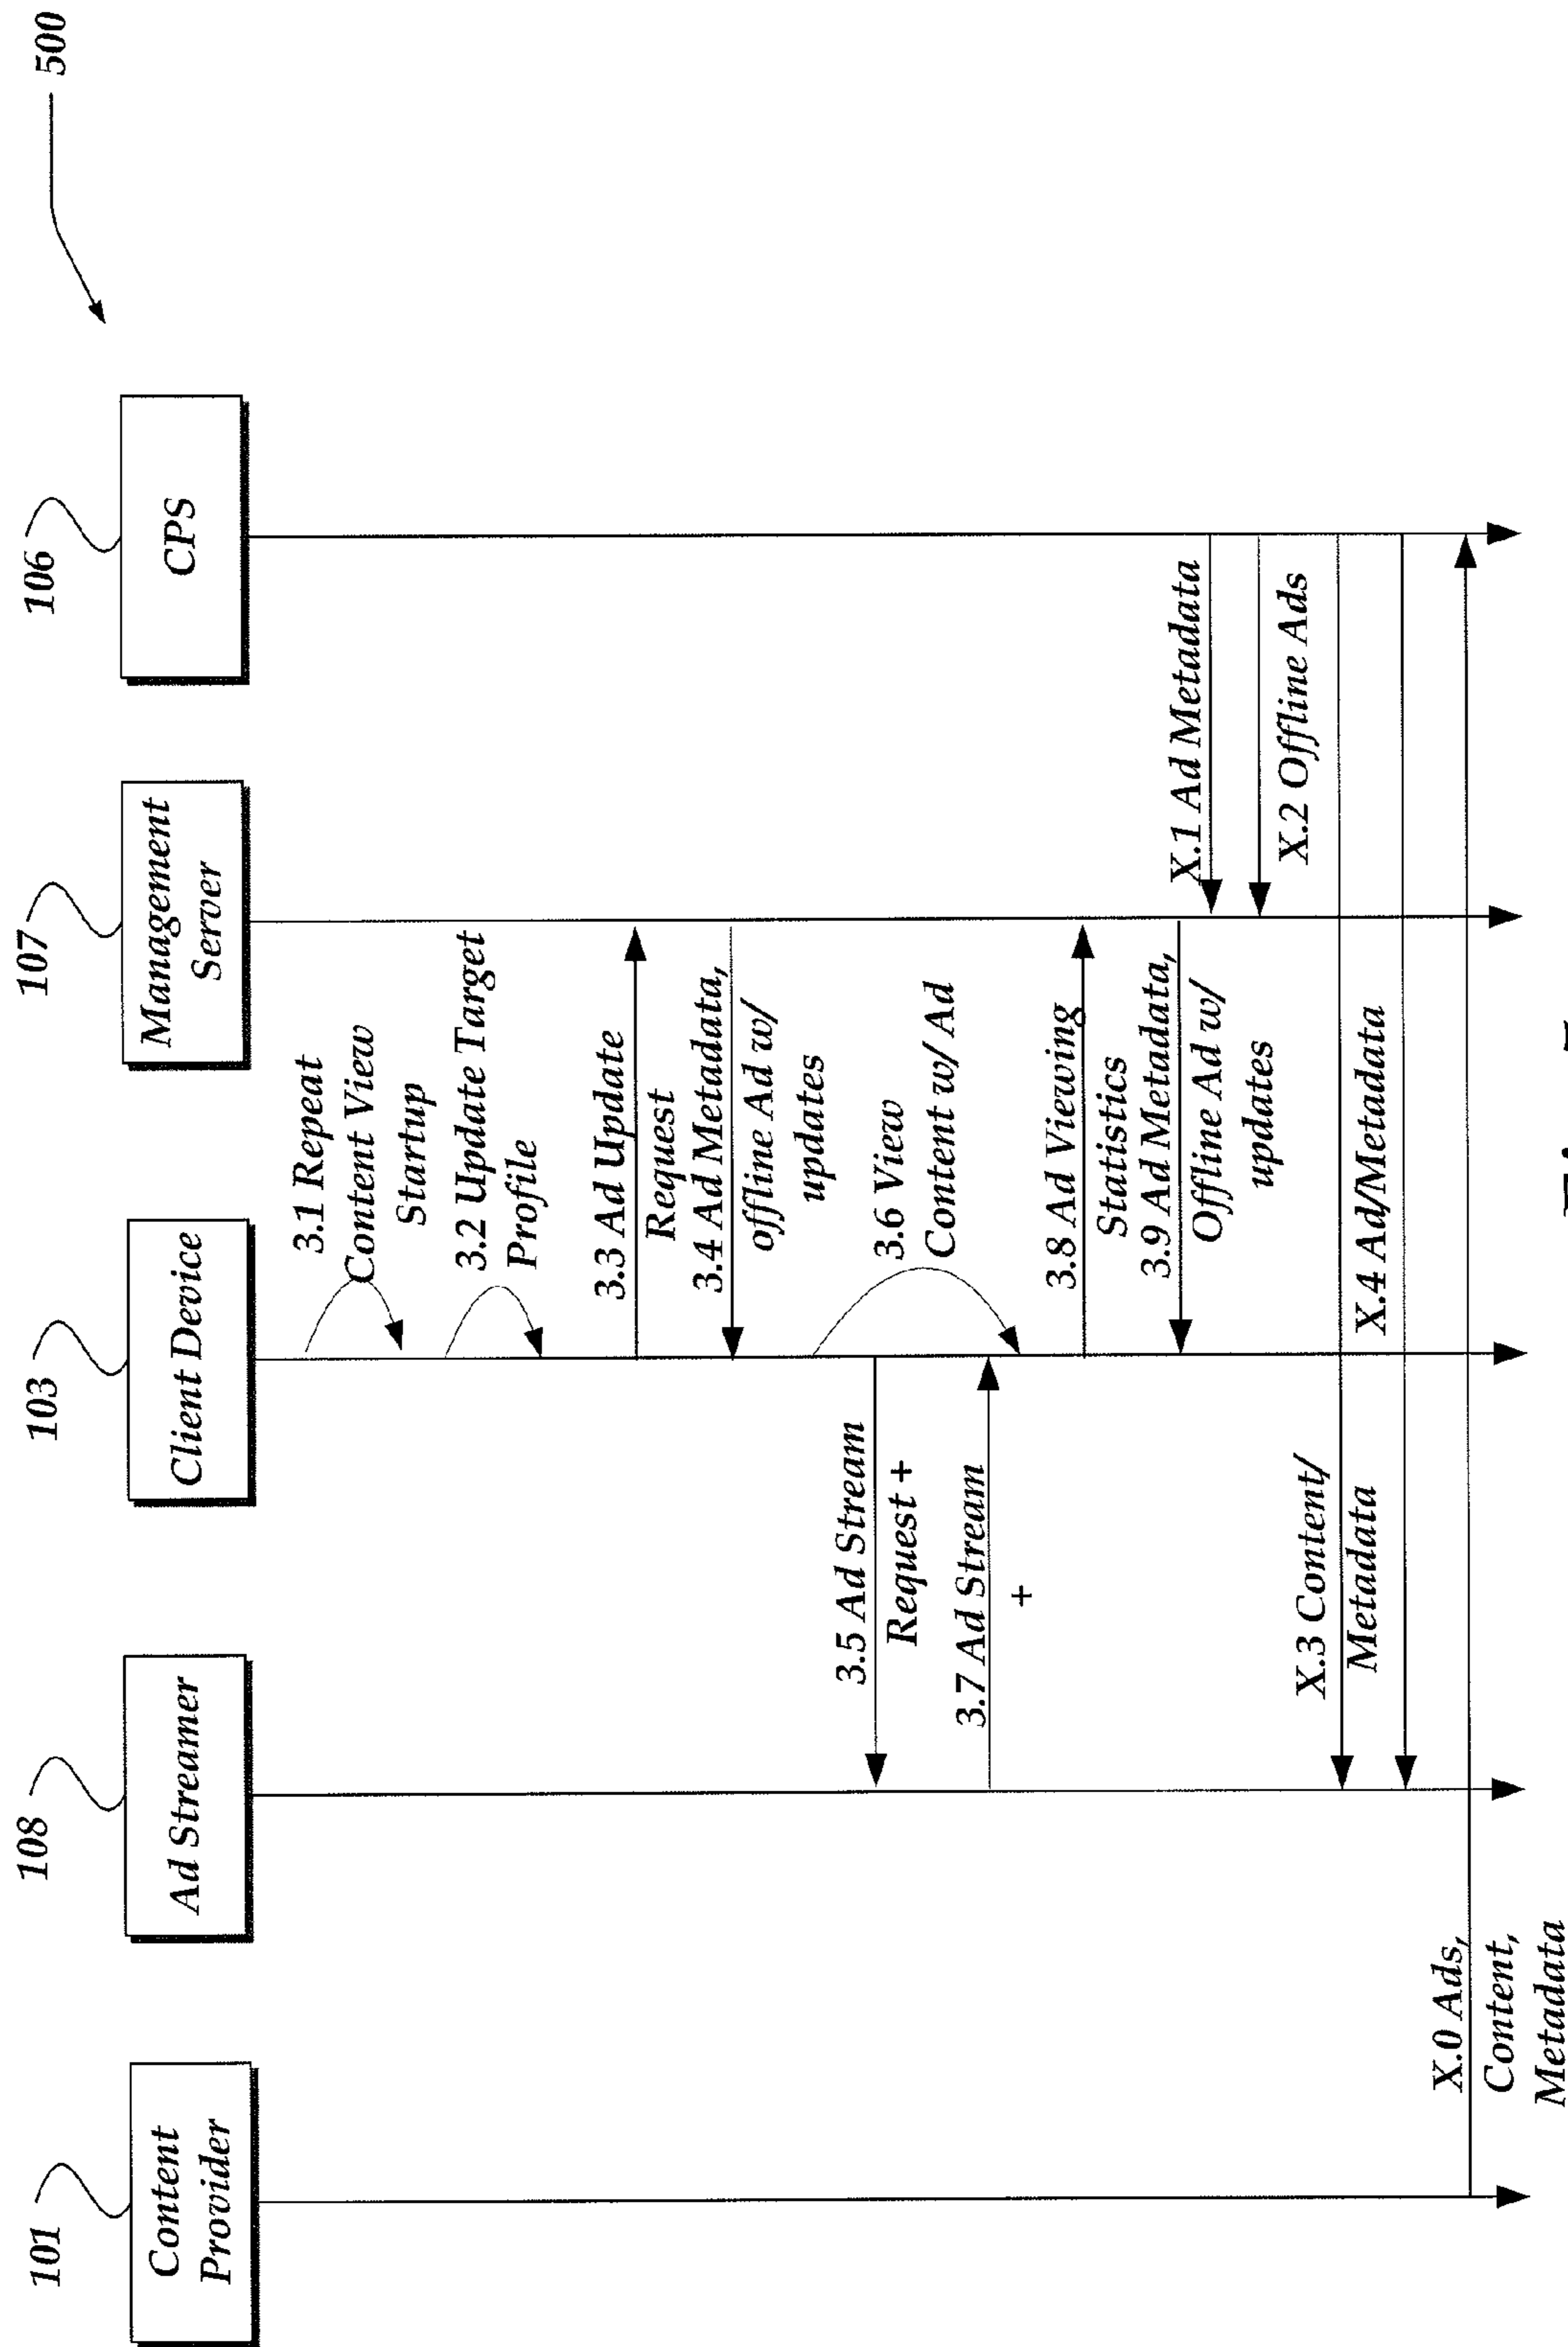 500
101
108
103
107
106
Content
Provider
Ad Streamer
Client Device
Management
Server
CPS
3.1 Repeat
Content View
Startup
3.2 Update Target
Profile
3.3 Ad Update
Request
3.4 Ad Metadata,
offline Ad w/
updates
3.5 Ad Stream
Request +
3.6 View
Content w/ Ad
3.7 Ad Stream
+
3.8 Ad Viewing
Statistics
3.9 Ad Metadata,
Offline Ad w/
updates
X.1 Ad Metadata
X.2 Offline Ads
X.3 Content/
Metadata
X.4 Ad/Metadata
X.0 Ads,
Content,
Metadata